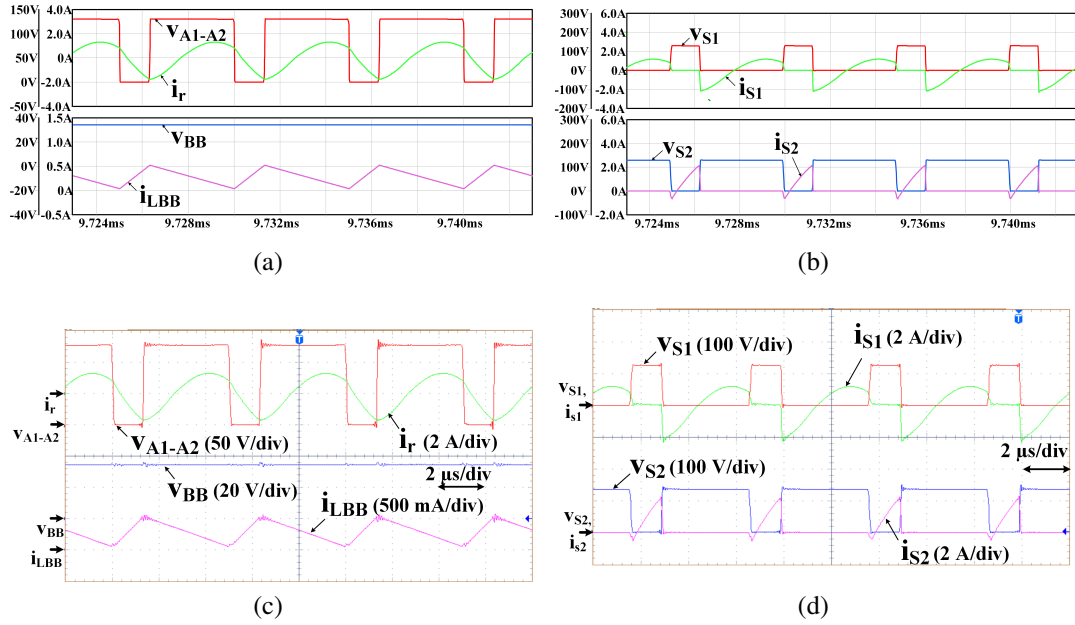 150V 4.0A
100V 2.0A
50V 0A
0V -2.0A
-50V -4.0A
vA1-A2
ir
40V 1.5A
20V 1.0A
0V 0.5A
-20V 0A
-40V -0.5A
vBB
iLBB
9.724ms 9.728ms 9.732ms 9.736ms 9.740ms
(a)
300V 6.0A
200V 4.0A
100V 2.0A
0V 0A
-100V -2.0A
-200V -4.0A
vS1
iS1
300V 6.0A
200V 4.0A
100V 2.0A
0V 0A
-100V 2.0A
vS2
iS2
9.724ms 9.728ms 9.732ms 9.736ms 9.740ms
(b)
T
ir
vA1-A2
vA1-A2 (50 V/div)
ir (2 A/div)
2 μs/div
vBB (20 V/div)
iLBB (500 mA/div)
vBB
iLBB
(c)
T
vS1 (100 V/div)
iS1 (2 A/div)
vS1,
is1
2 μs/div
vS2 (100 V/div)
vS2,
is2
iS2 (2 A/div)
(d)